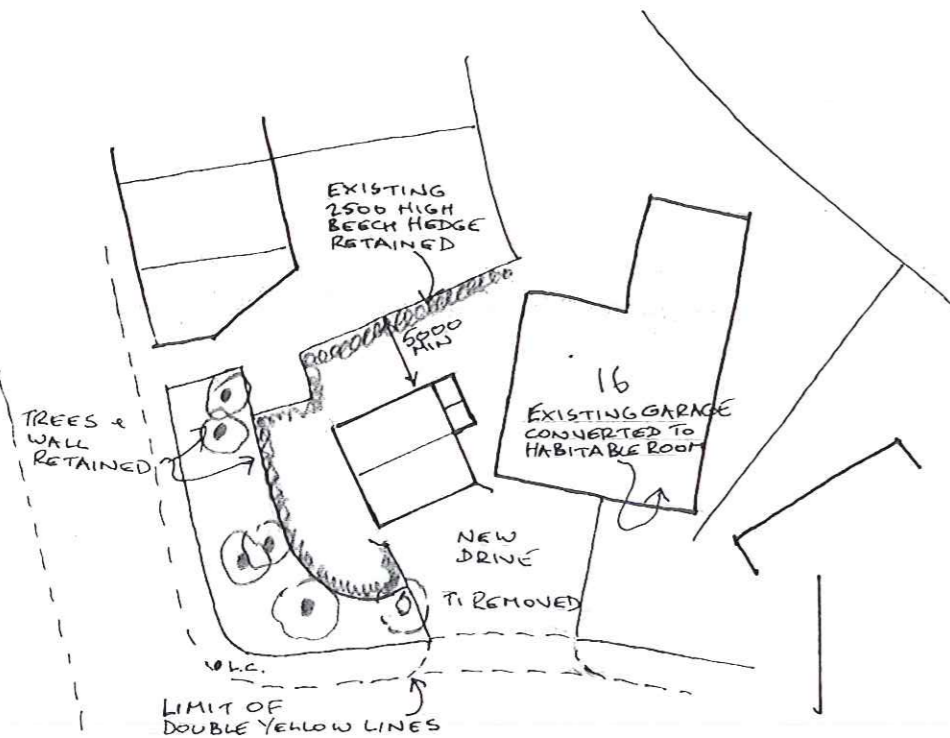 EXISTING
2500 HIGH
BEECH HEDGE
RETAINED
5000
MIN
16
EXISTING GARAGE
CONVERTED TO
HABITABLE ROOM
TREES &
WALL
RETAINED
NEW
DRIVE
T1 REMOVED
L.C.
LIMIT OF
DOUBLE YELLOW LINES